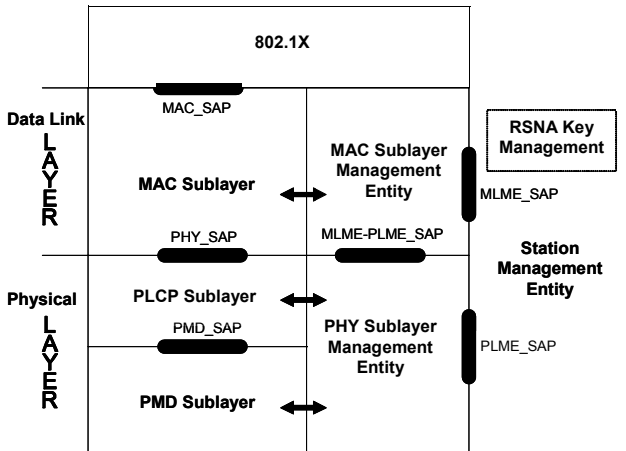 802.1X
MAC_SAP
Data Link
LAYER
RSNA Key
Management
MAC Sublayer
Management
Entity
MAC Sublayer
MLME_SAP
PHY_SAP
MLME-PLME_SAP
Station
Management
Entity
Physical
LAYER
PLCP Sublayer
PMD_SAP
PHY Sublayer
Management
Entity
PLME_SAP
PMD Sublayer